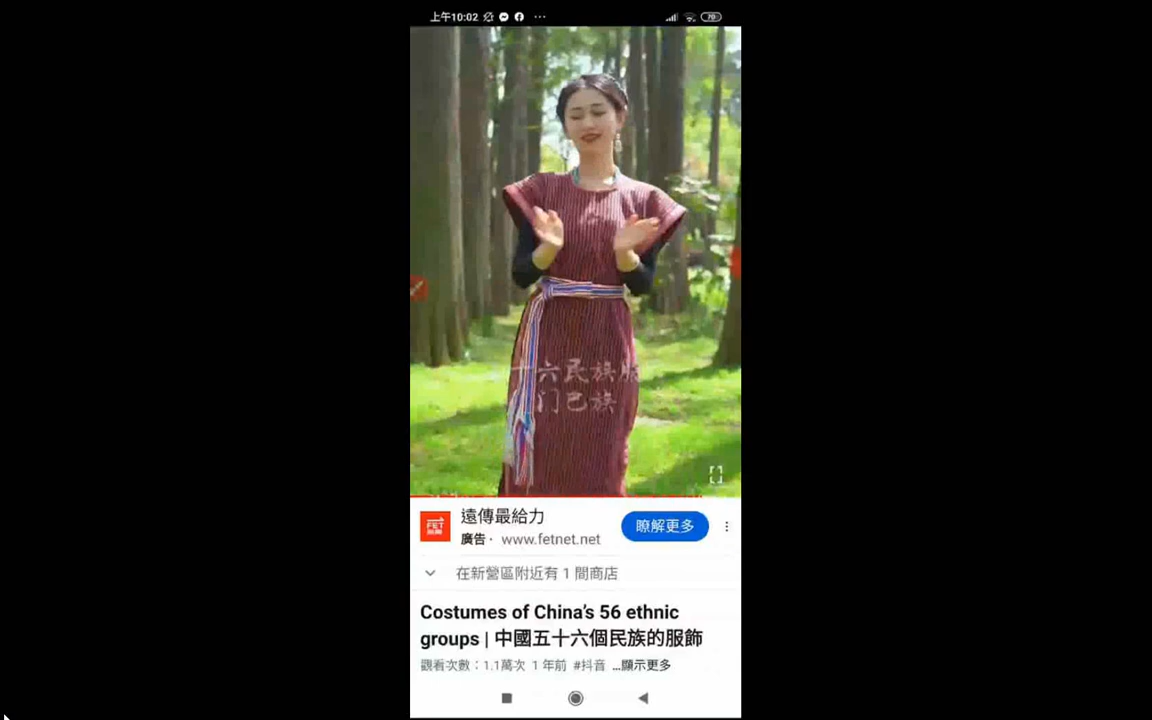 上午10:02
70
十六民族服
门巴族
FET
遠傳最給力
廣告· www.fetnet.net
瞭解更多
在新營區附近有 1 間商店
Costumes of China's 56 ethnic
groups | 中國五十六個民族的服飾
觀看次數：1.1萬次 1 年前 #抖音 ...顯示更多